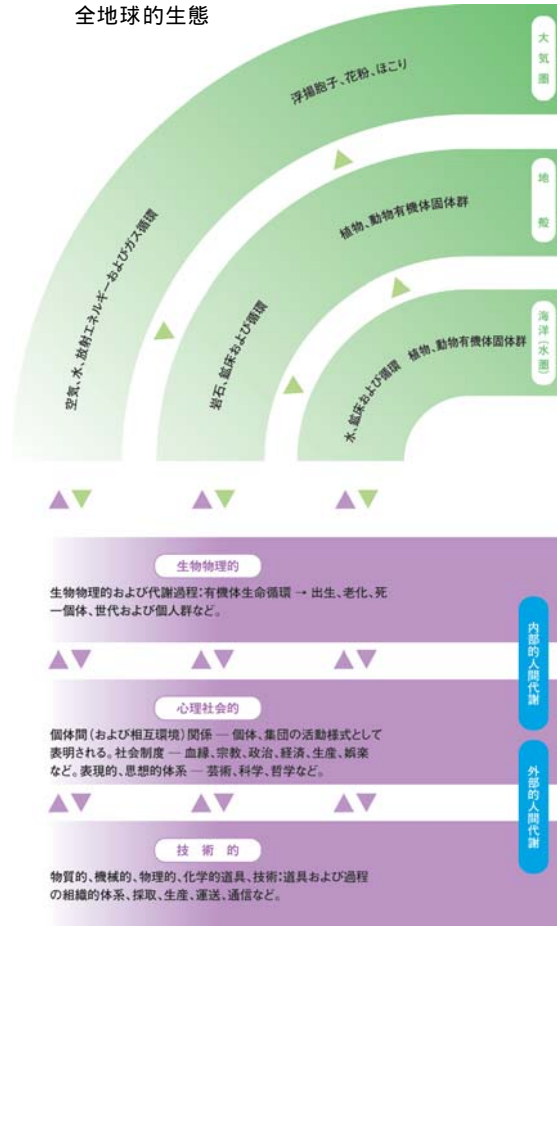 全地球的生態
大気圏
浮揚胞子、花粉、ほこり
空気、水、放射エネルギーおよびガス循環
地殻
植物、動物有機体固体群
岩石、鉱床および循環
海洋（水圏）
植物、動物有機体固体群
水、鉱床および循環
生物物理的
生物物理的および代謝過程：有機体生命循環 → 出生、老化、死
一個体、世代および個人群など。
内部的人間代謝
心理社会的
個体間（および相互環境）関係 ― 個体、集団の活動様式として
表明される。社会制度 ― 血縁、宗教、政治、経済、生産、娯楽
など。表現的、思想的体系 ― 芸術、科学、哲学など。
外部的人間代謝
技術的
物質的、機械的、物理的、化学的道具、技術：道具および過程
の組織的体系、採取、生産、運送、通信など。